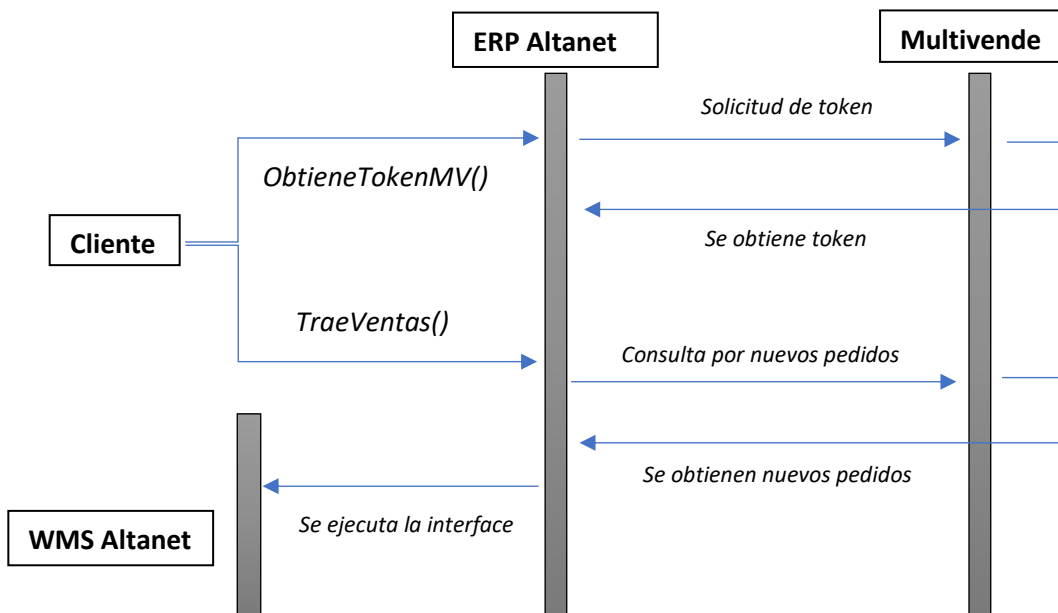 ERP Altanet
Multivende
Solicitud de token
ObtieneTokenMV()
Cliente
Se obtiene token
TraeVentas()
Consulta por nuevos pedidos
Se obtienen nuevos pedidos
Se ejecuta la interface
WMS Altanet